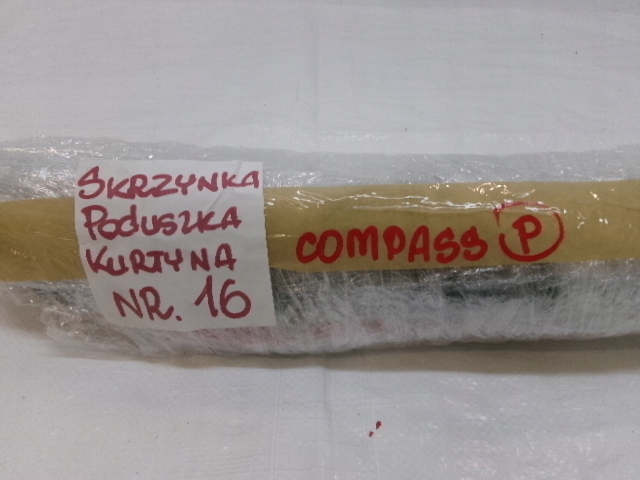 SKRZYNKA
PODUSZKA
KURTYNA
NR. 16
COMPASS P